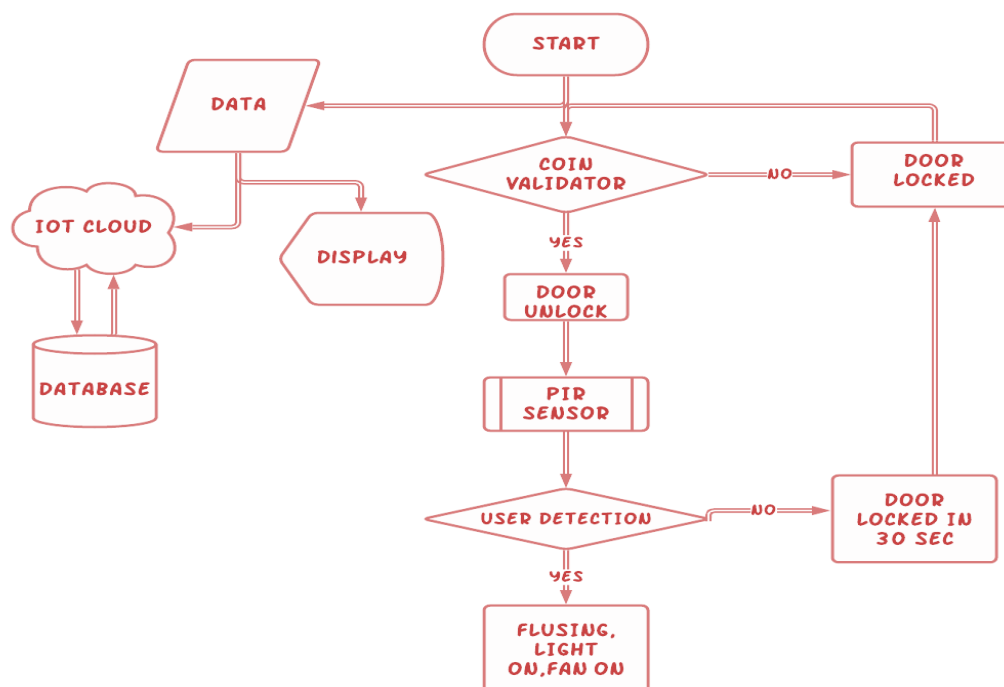 START
DATA
COIN
VALIDATOR
NO
DOOR
LOCKED
IOT CLOUD
DISPLAY
YES
DOOR
UNLOCK
DATABASE
PIR
SENSOR
USER DETECTION
NO
DOOR
LOCKED IN
30 SEC
YES
FLUSING,
LIGHT
ON,FAN ON